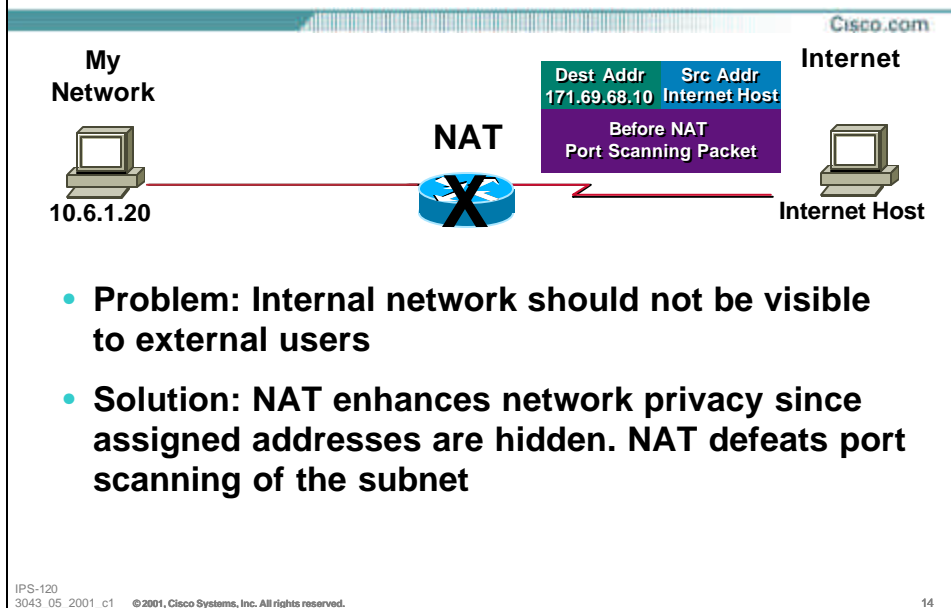 Cisco.com
My
Network
Internet
Dest Addr Src Addr
171.69.68.10 Internet Host
Before NAT
Port Scanning Packet
NAT
X
10.6.1.20
Internet Host
• Problem: Internal network should not be visible
to external users
• Solution: NAT enhances network privacy since
assigned addresses are hidden. NAT defeats port
scanning of the subnet
IPS-120
3043_05_2001_c1 © 2001, Cisco Systems, Inc. All rights reserved. 14